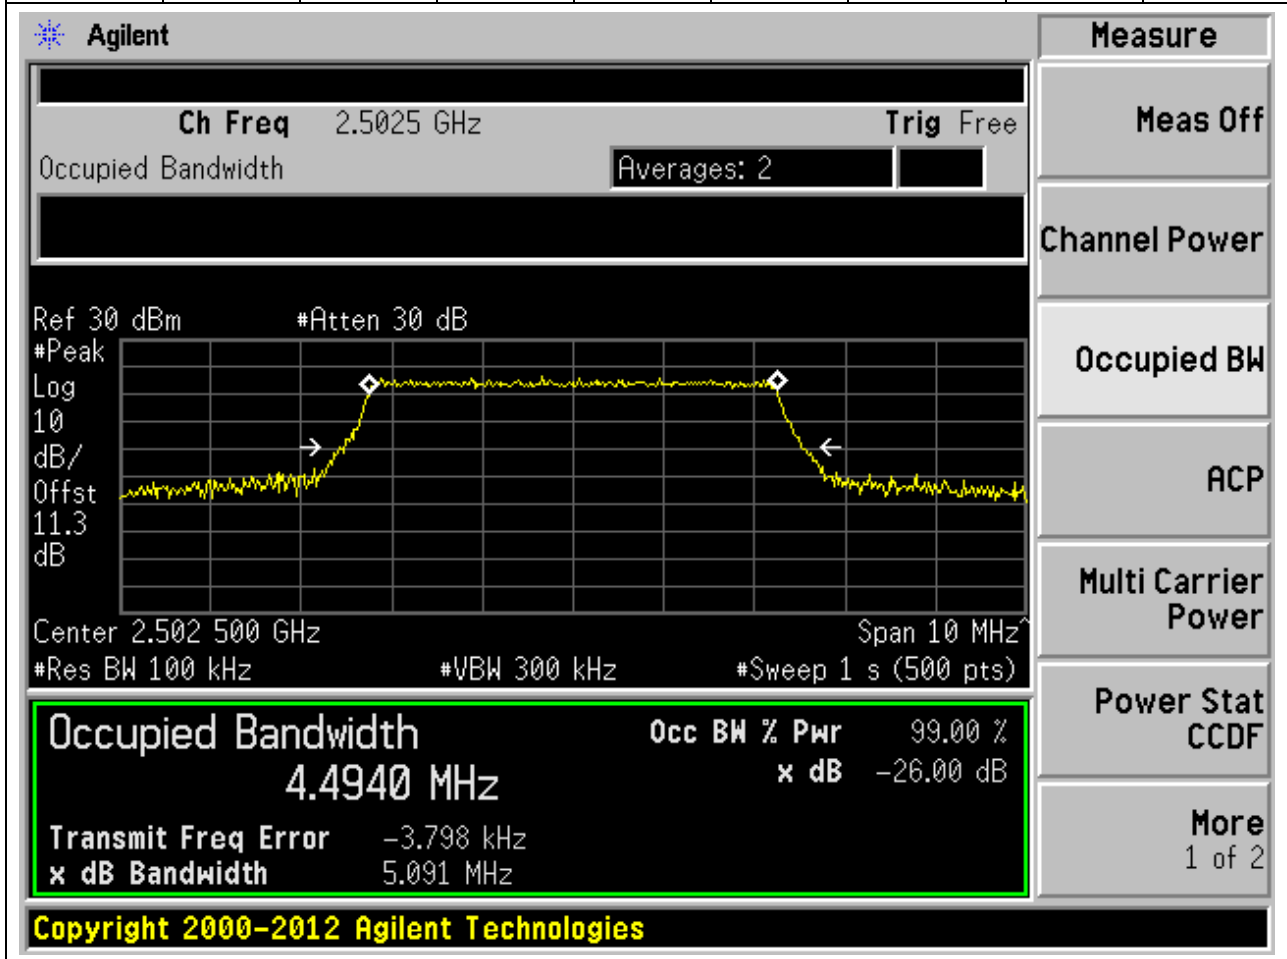 Agilent
Measure
Ch Freq 2.5025 GHz Trig Free
Occupied Bandwidth Averages: 2
Meas Off
Channel Power
Occupied BW
ACP
Multi Carrier
Power
Power Stat
CCDF
More
1 of 2
Ref 30 dBm #Atten 30 dB
#Peak
Log
10
dB/
Offst
11.3
dB
Center 2.502 500 GHz Span 10 MHz^
#Res BW 100 kHz #VBW 300 kHz #Sweep 1 s (500 pts)
Occupied Bandwidth Occ BW % Pwr 99.00 %
4.4940 MHz x dB -26.00 dB
Transmit Freq Error -3.798 kHz
x dB Bandwidth 5.091 MHz
Copyright 2000-2012 Agilent Technologies